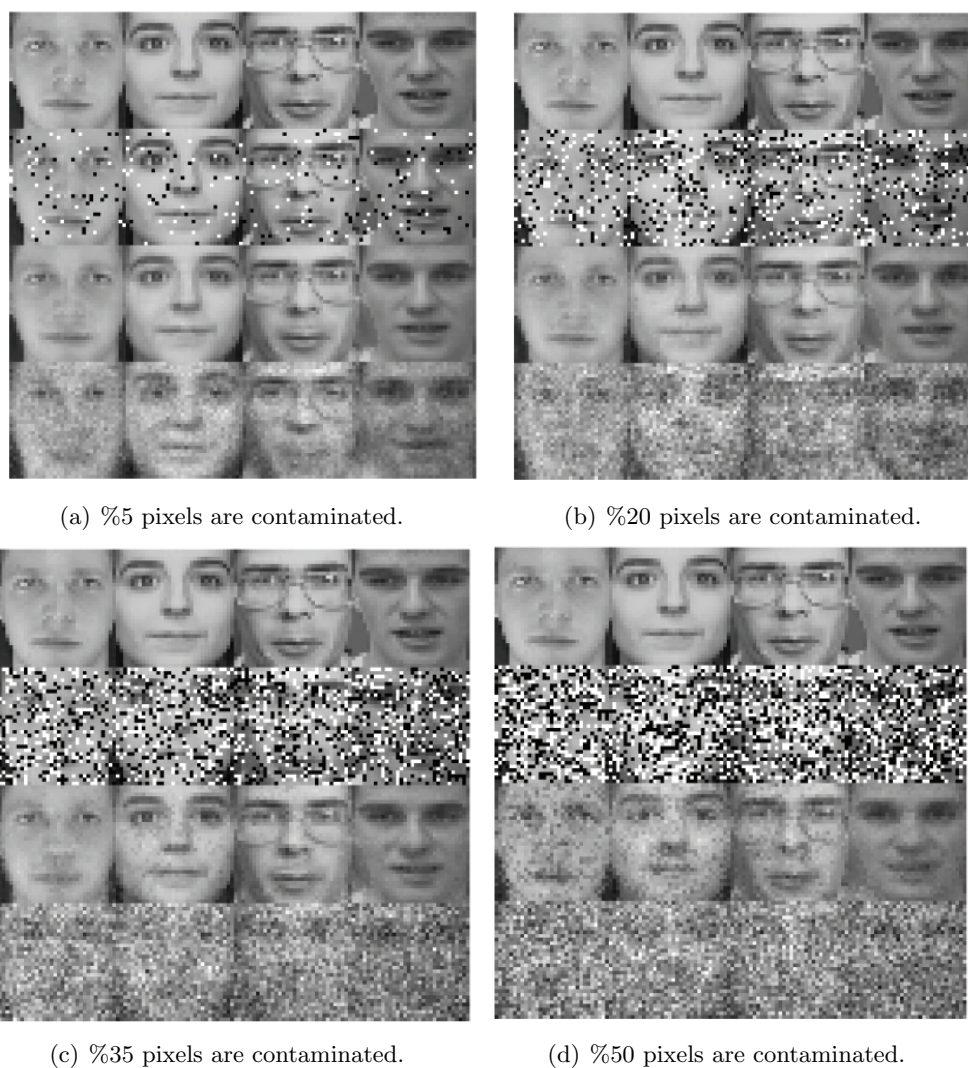 (a) %5 pixels are contaminated.
(b) %20 pixels are contaminated.
(c) %35 pixels are contaminated.
(d) %50 pixels are contaminated.